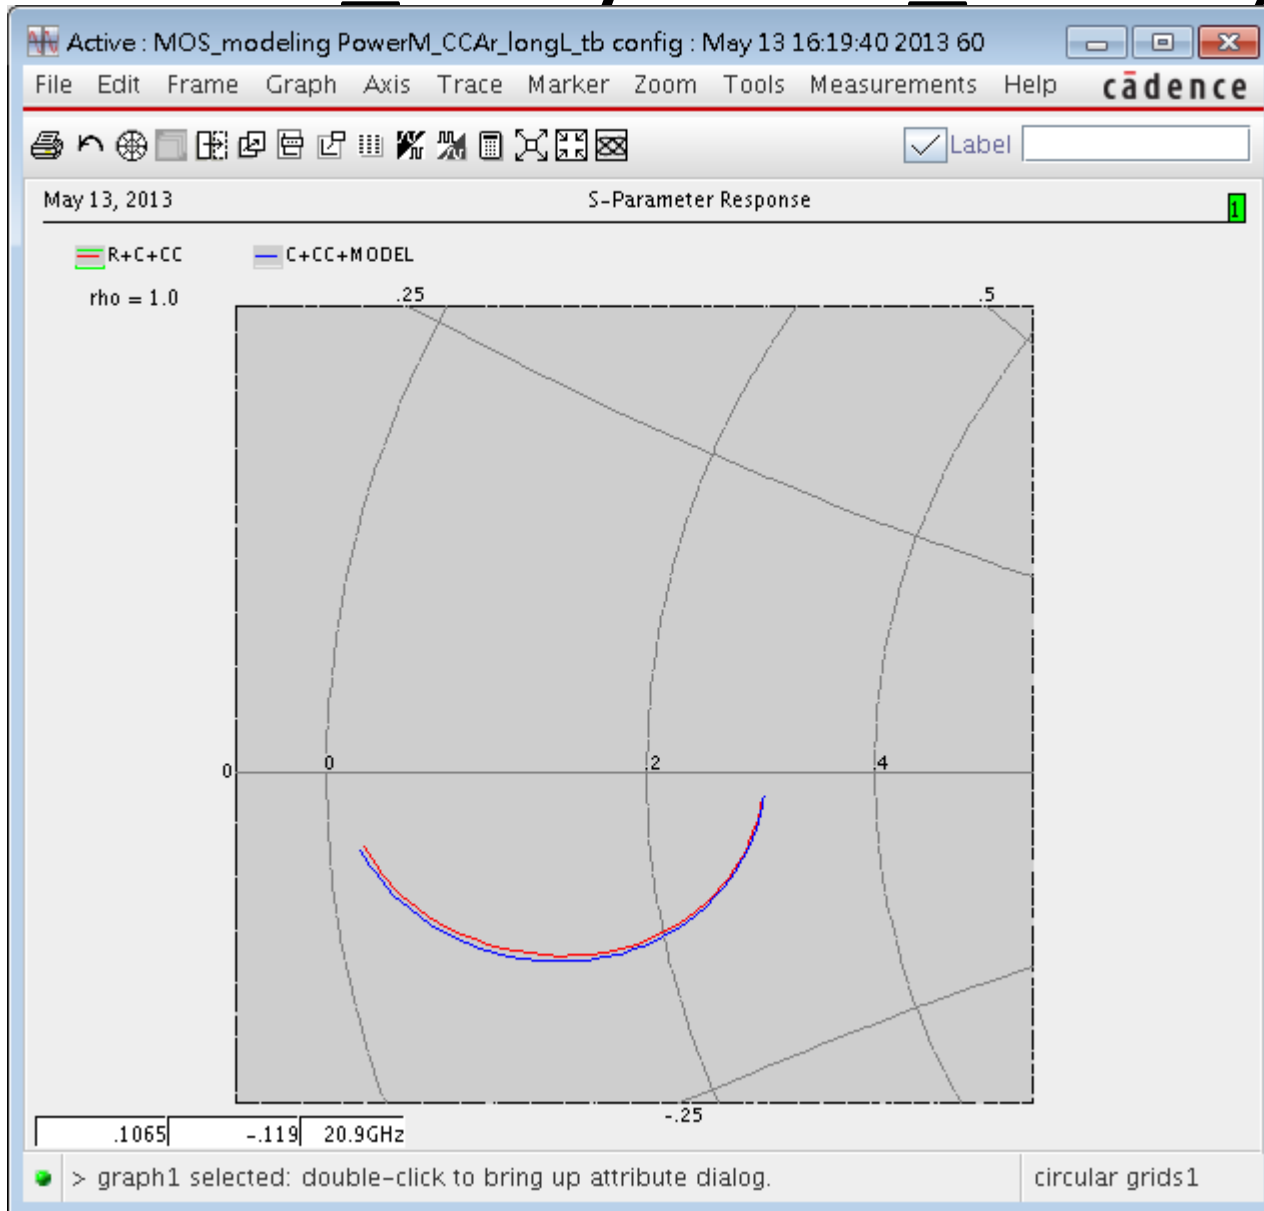 Active : MOS_modeling PowerM_CCAr_longL_tb config : May 13 16:19:40 2013 60
File Edit Frame Graph Axis Trace Marker Zoom Tools Measurements Help cādence
Label
May 13, 2013 S-Parameter Response 1
R+C+CC C+CC+MODEL
rho = 1.0 .25 .5
0 0 .2 .4
-.25
.1065 -.119 20.9GHz
> graph1 selected: double-click to bring up attribute dialog. circular grids1